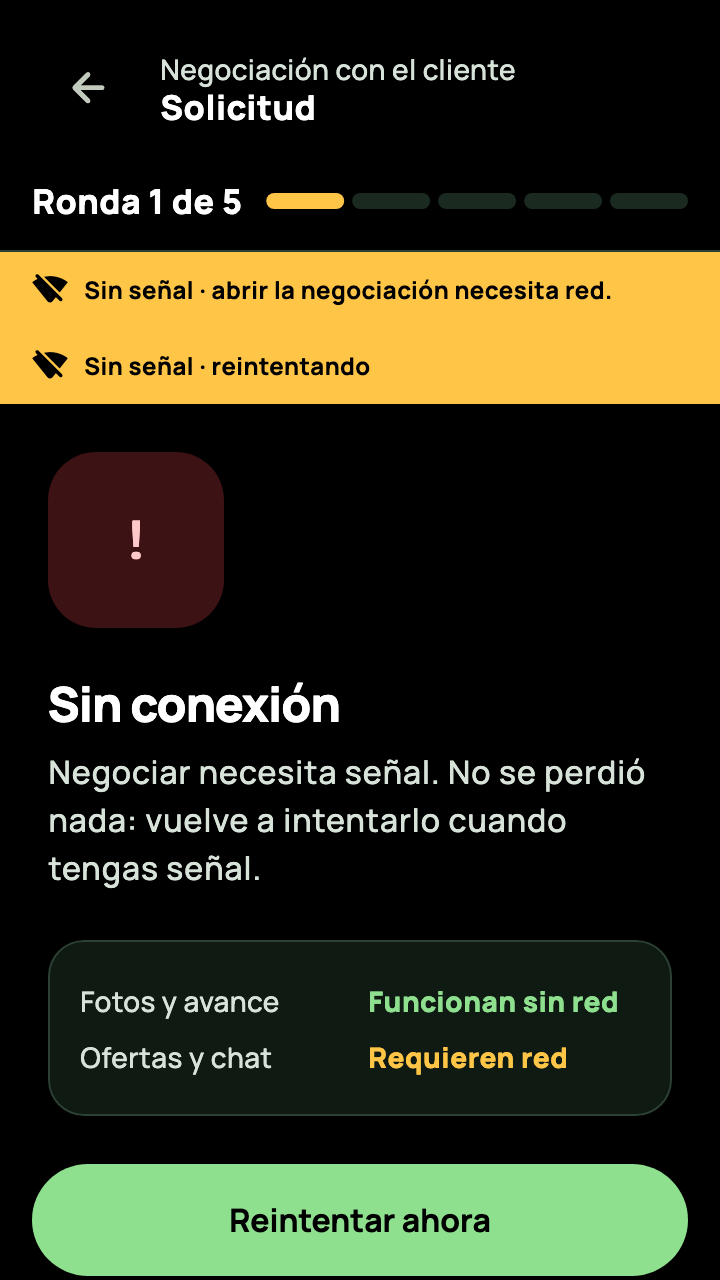 Negociación con el cliente
Solicitud
Ronda 1 de 5
Sin señal · abrir la negociación necesita red.
Sin señal · reintentando
!
Sin conexión
Negociar necesita señal. No se perdió
nada: vuelve a intentarlo cuando
tengas señal.
Fotos y avance Funcionan sin red
Ofertas y chat Requieren red
Reintentar ahora